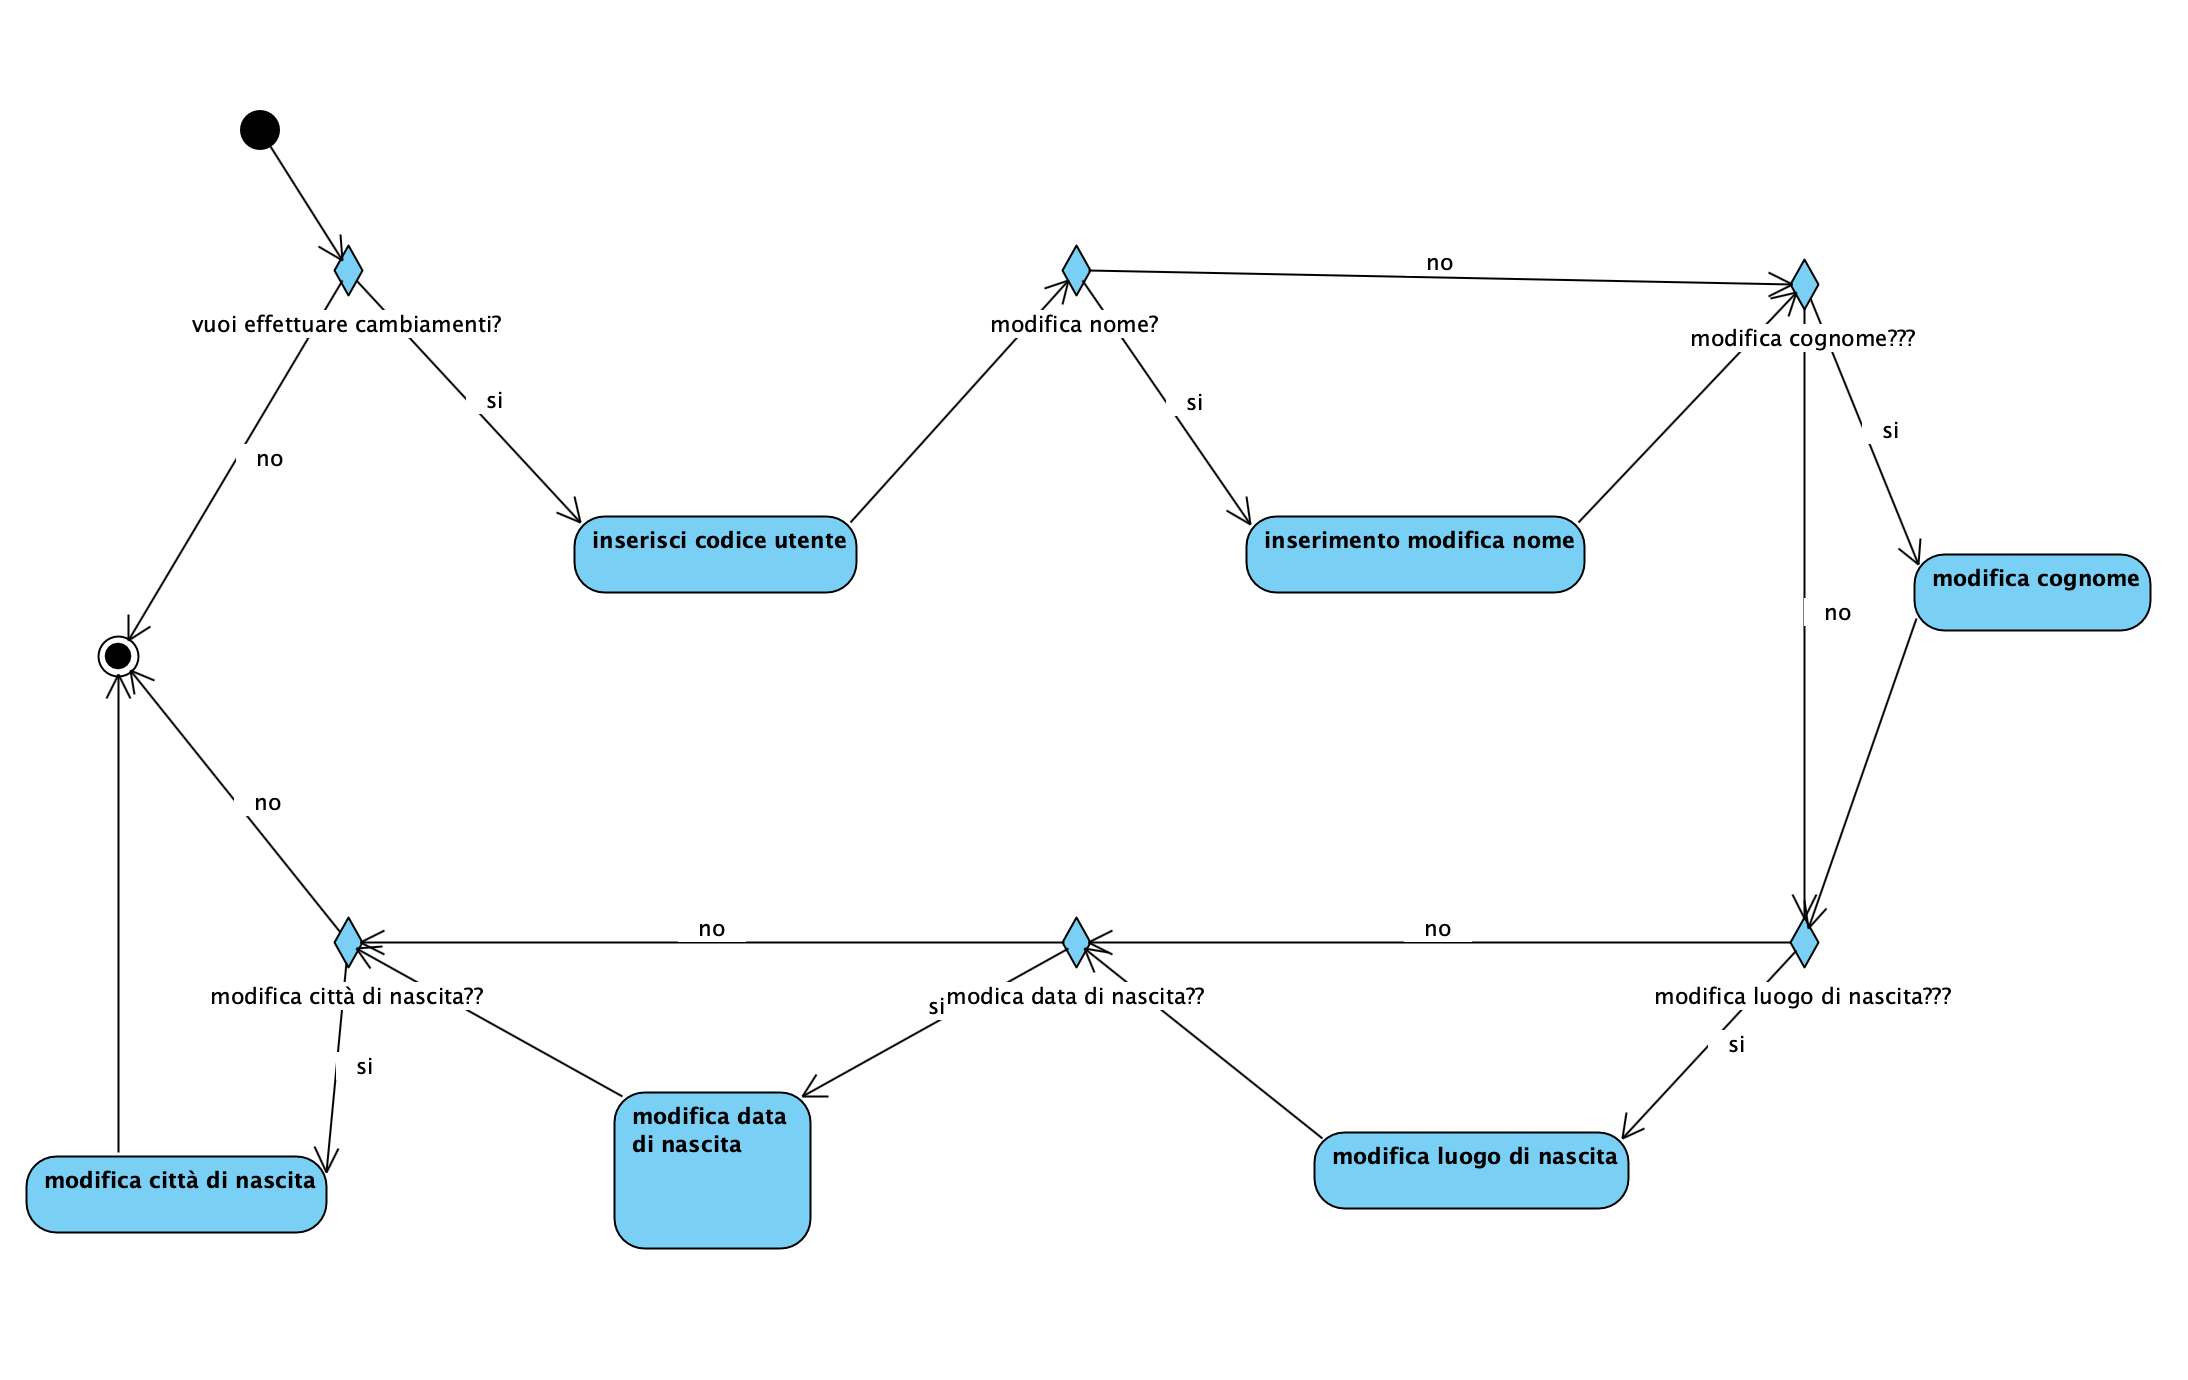 no
vuoi effettuare cambiamenti?
modifica nome?
modifica cognome???
si
si
si
no
inserisci codice utente
inserimento modifica nome
modifica cognome
no
no
no
no
modifica città di nascita??
si
modica data di nascita??
modifica luogo di nascita???
si
si
modifica data
di nascita
modifica luogo di nascita
modifica città di nascita